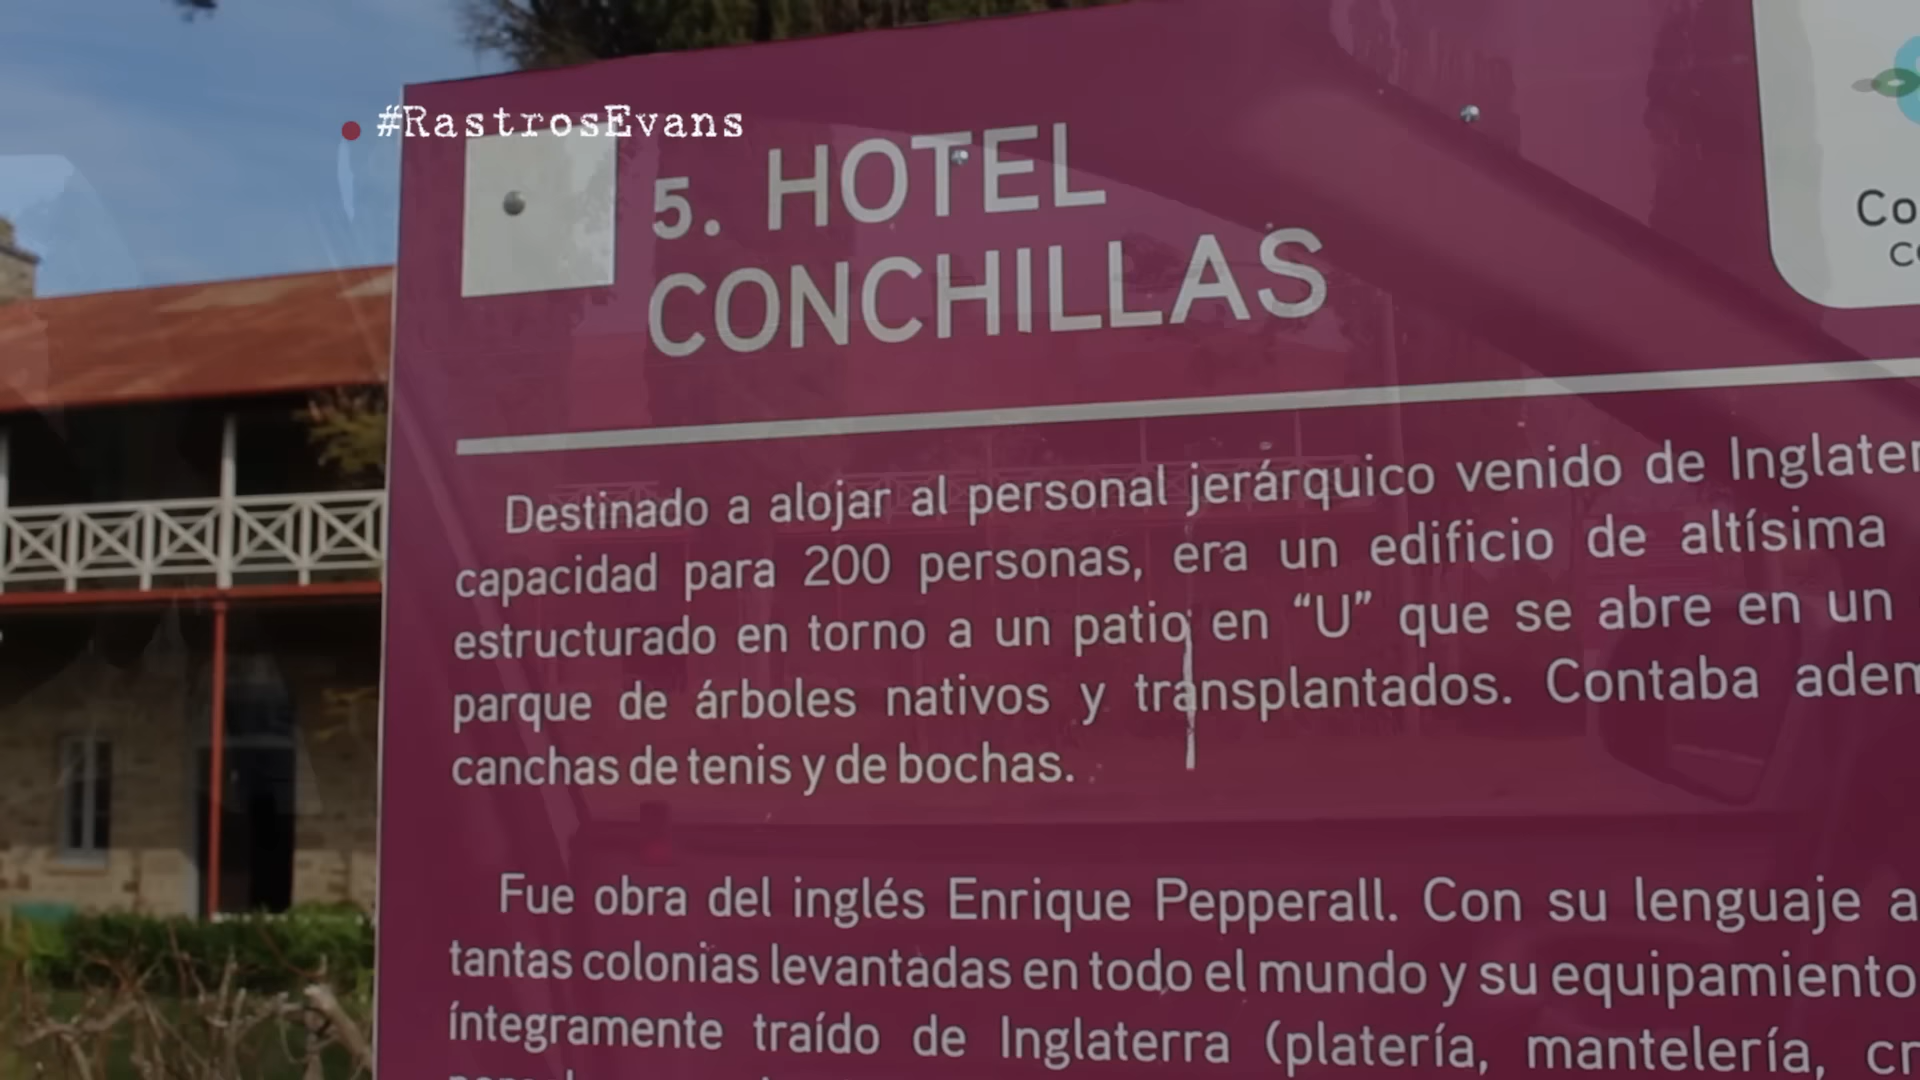 #RastrosEvans
5. HOTEL
CONCHILLAS
Destinado a alojar al personal jerárquico venido de
capacidad para 200 personas, era un edificio de altísima
estructurado en torno a un patio en “U” que se abre en un
parque de árboles nativos y transplantados. Contaba
canchas de tenis y de bochas.
Fue obra del inglés Enrique Pepperall. Con su lenguaje
tantas colonias levantadas en todo el mundo y su equipamiento
íntegramente traído de Inglaterra (platería, mantelería,